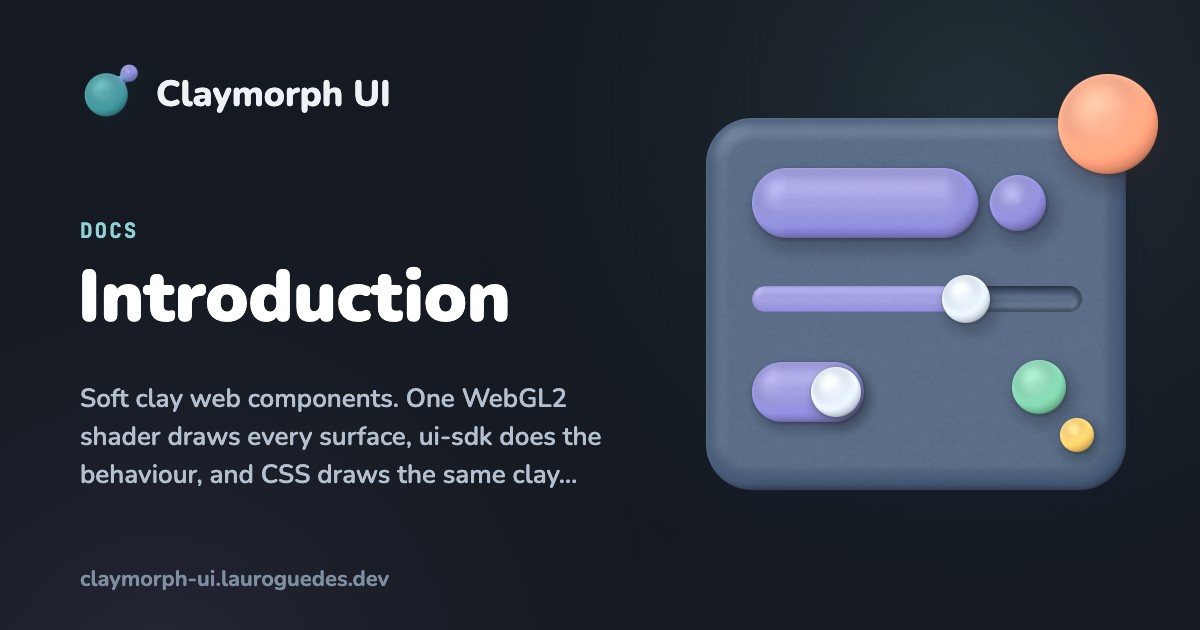 Claymorph UI
DOCS
Introduction
Soft clay web components. One WebGL2
shader draws every surface, ui-sdk does the
behaviour, and CSS draws the same clay...
claymorph-ui.lauroguedes.dev